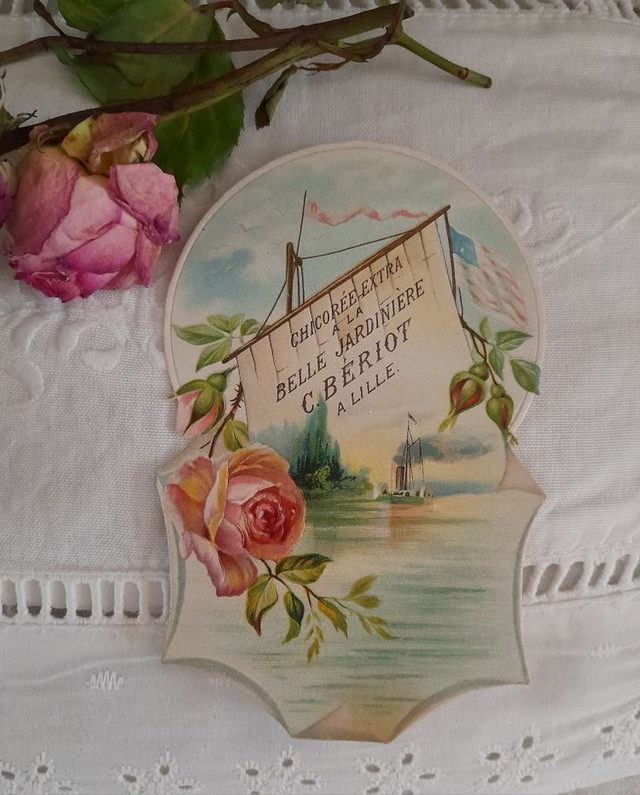 CHICORÉE EXTRA
À LA
BELLE JARDINIÈRE
C. BÉRIOT
A LILLE.